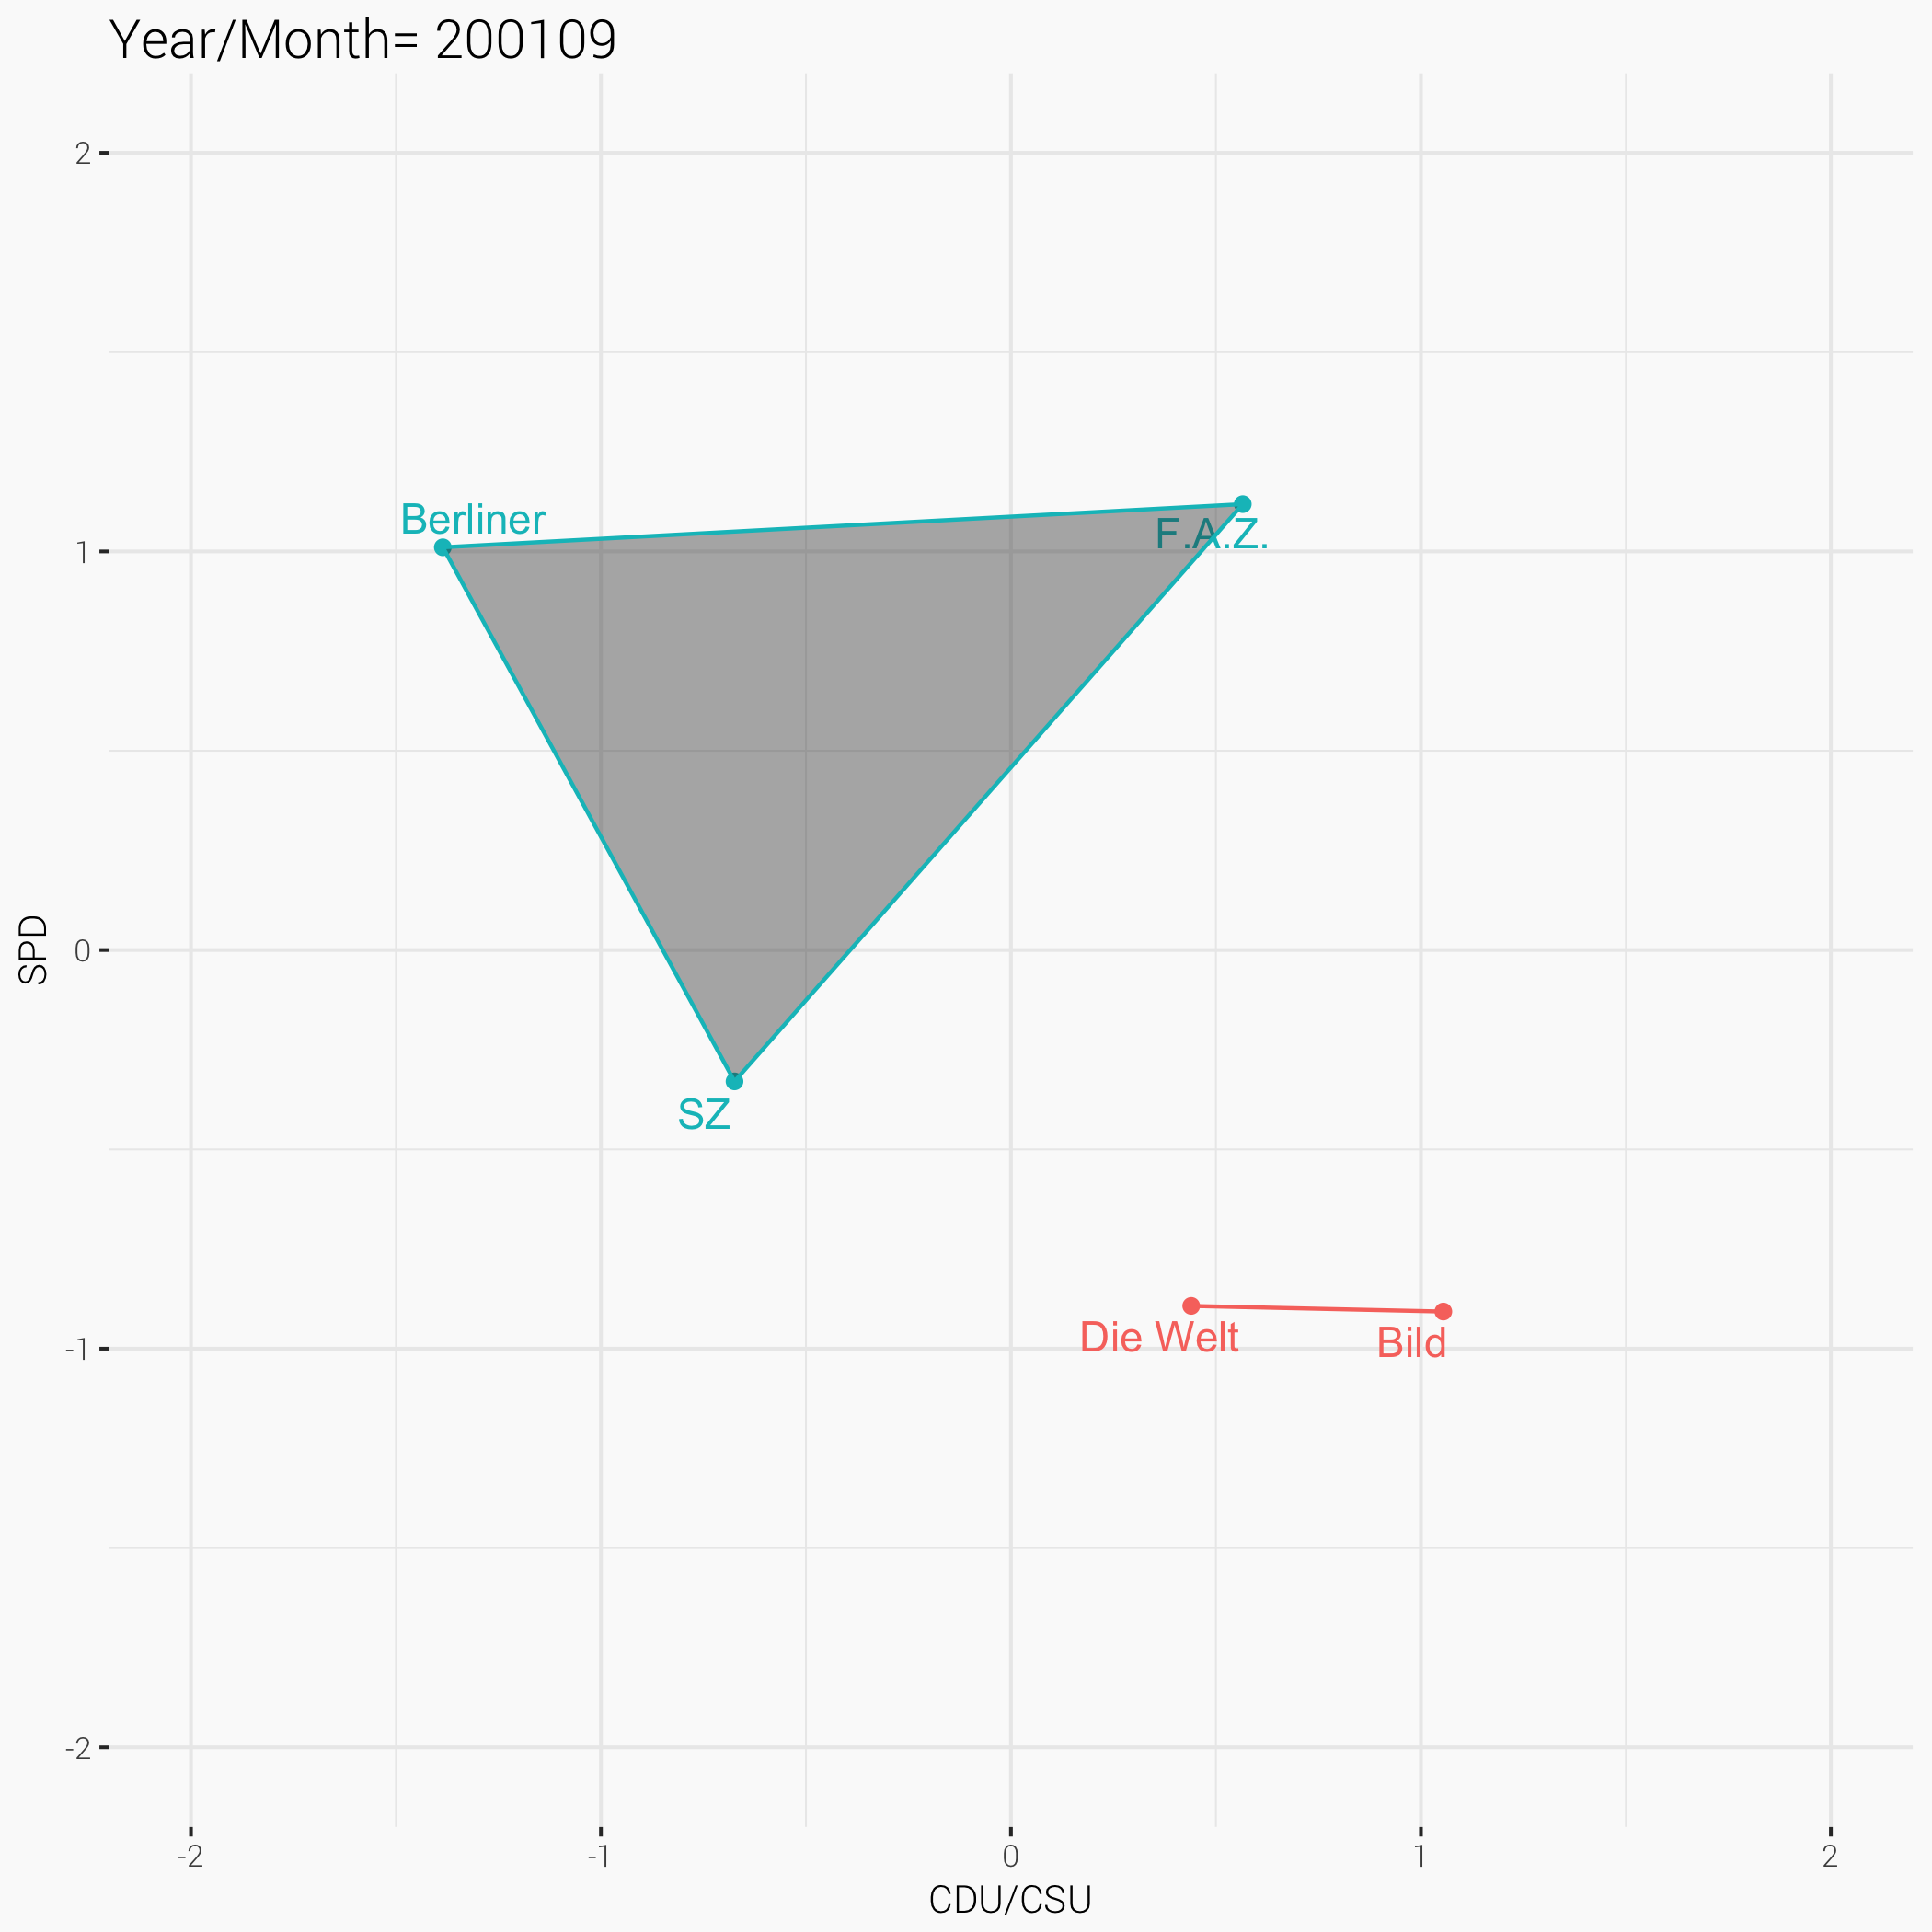 Year/Month= 200109
2
Berliner
F.A.Z.
1
SPD
0
SZ
Die Welt
Bild
-1
-2
-2
-1
0
1
2
CDU/CSU